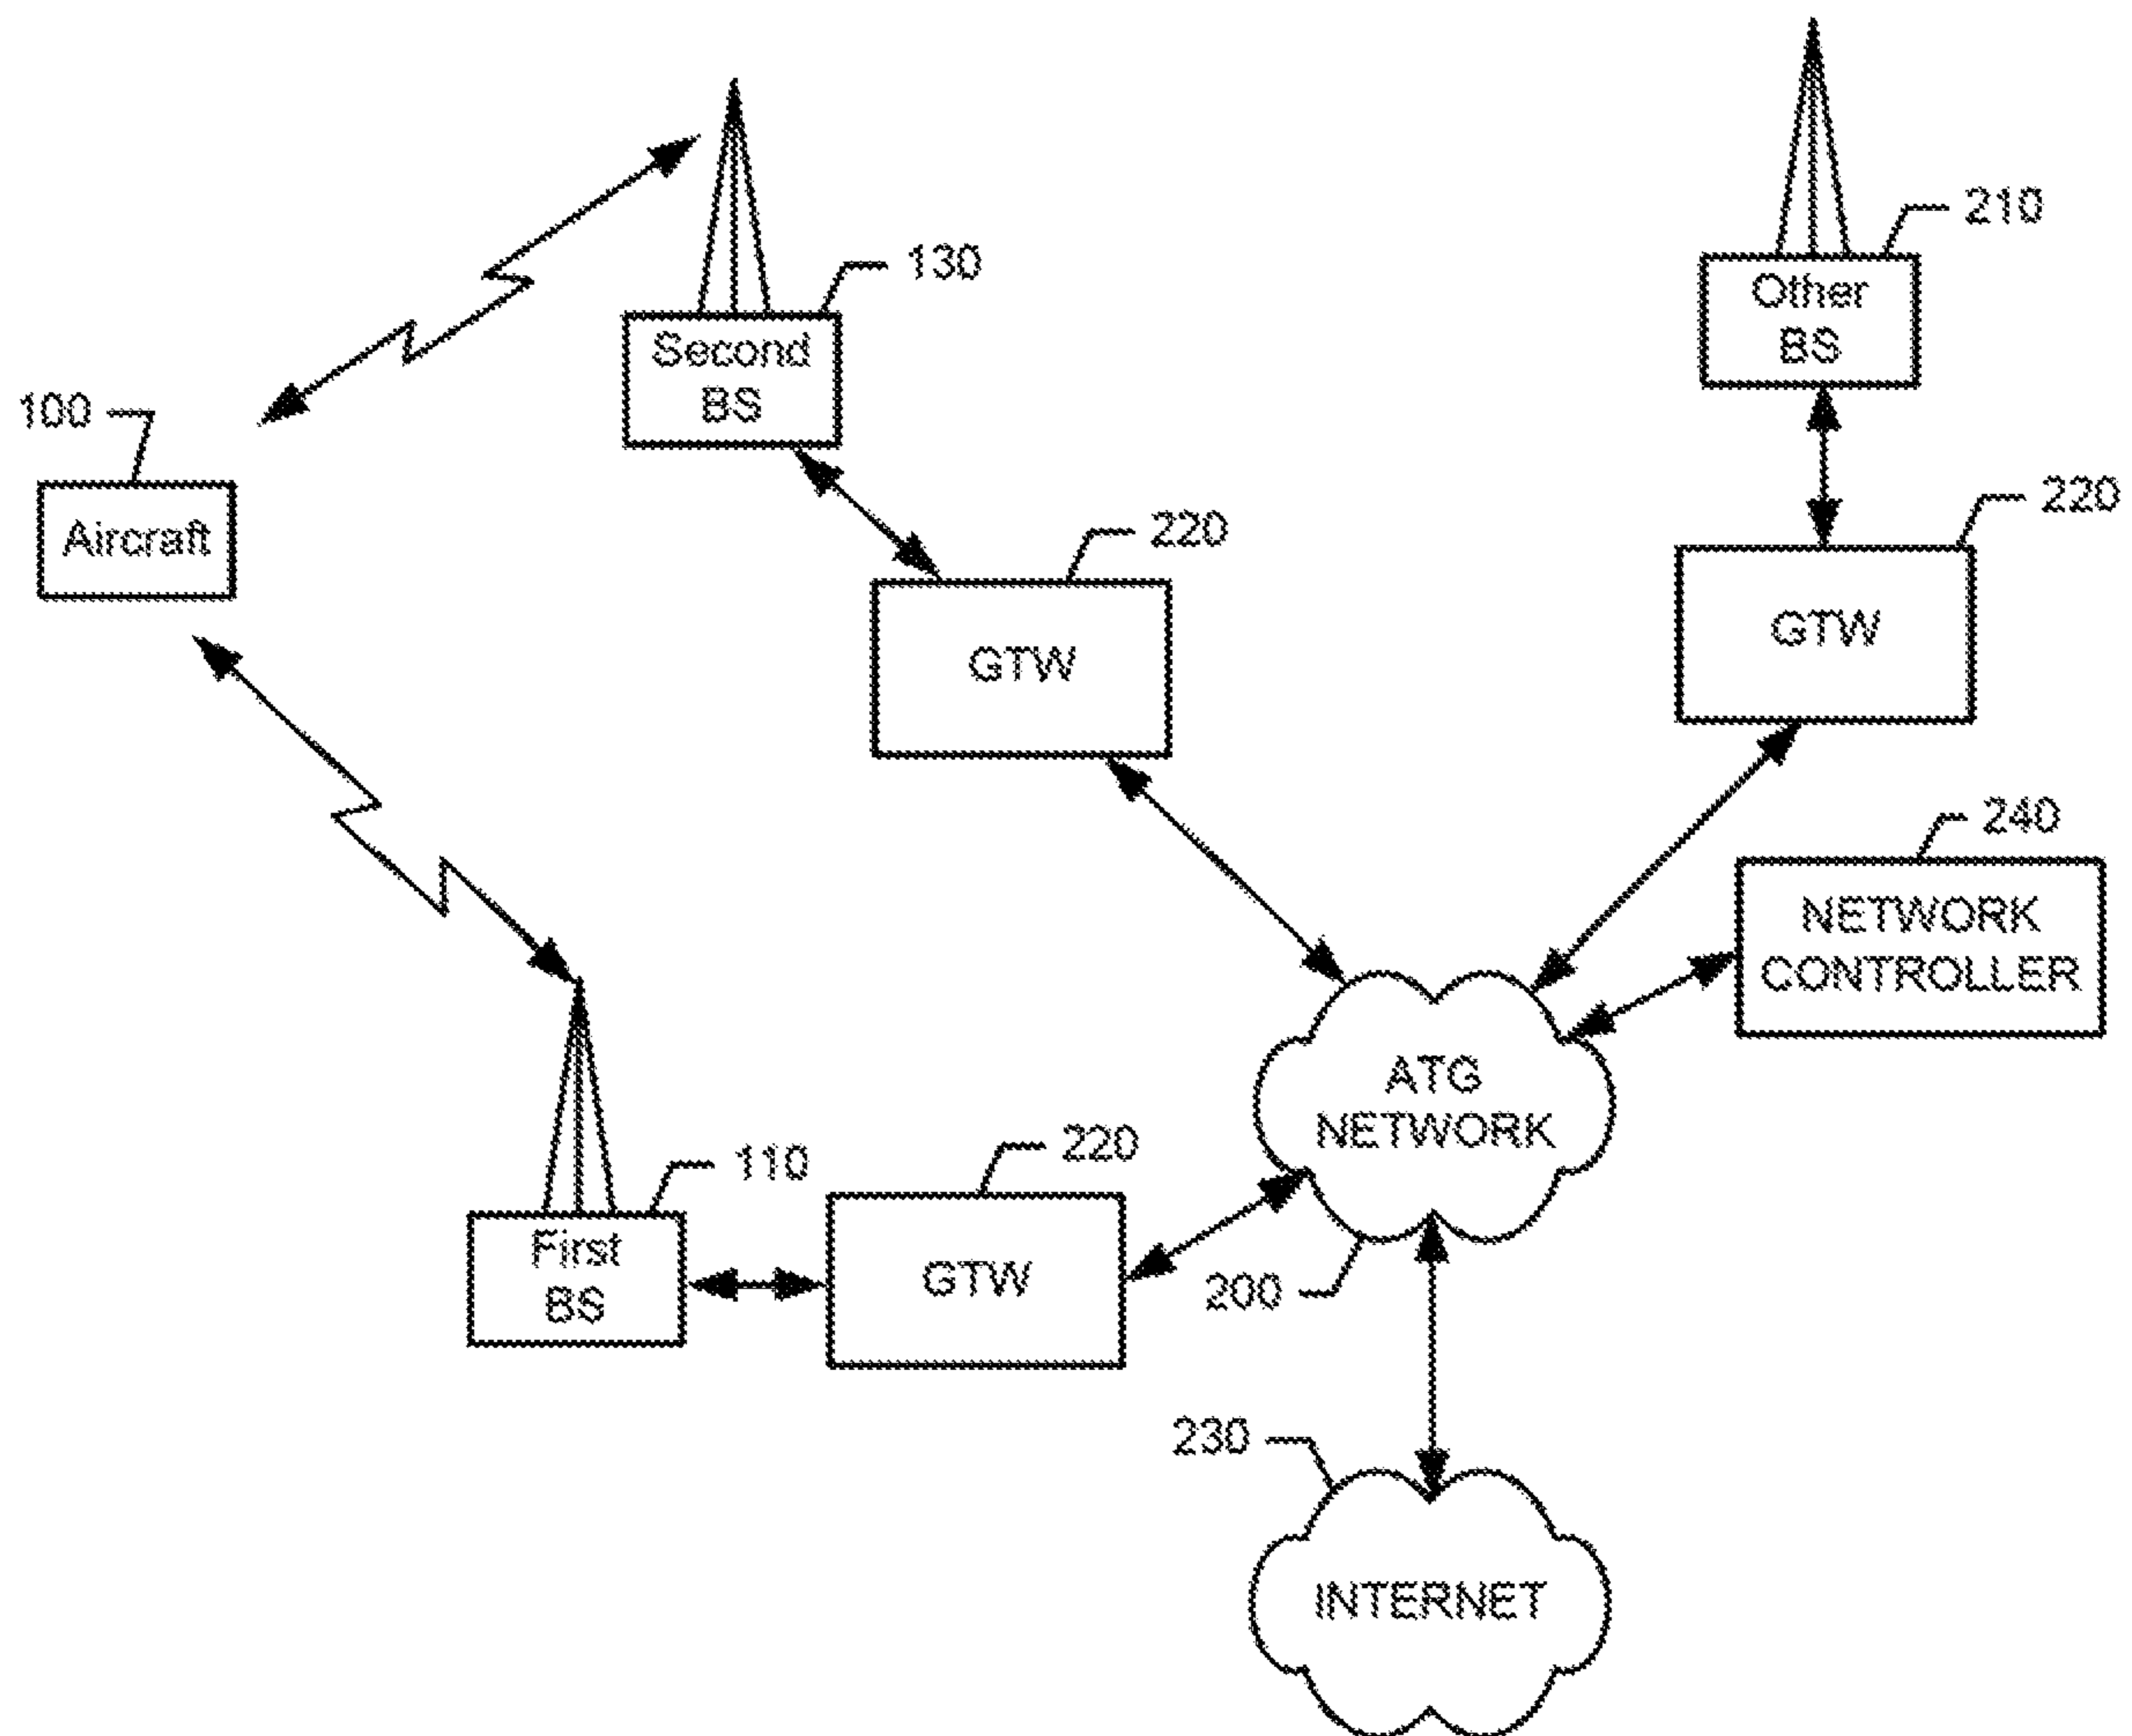 210
130
Other
BS
Second
BS
100
220
220
Aircraft
GTW
GTW
240
NETWORK
CONTROLLER
ATG
NETWORK
110
220
First
BS
GTW
200
230
INTERNET